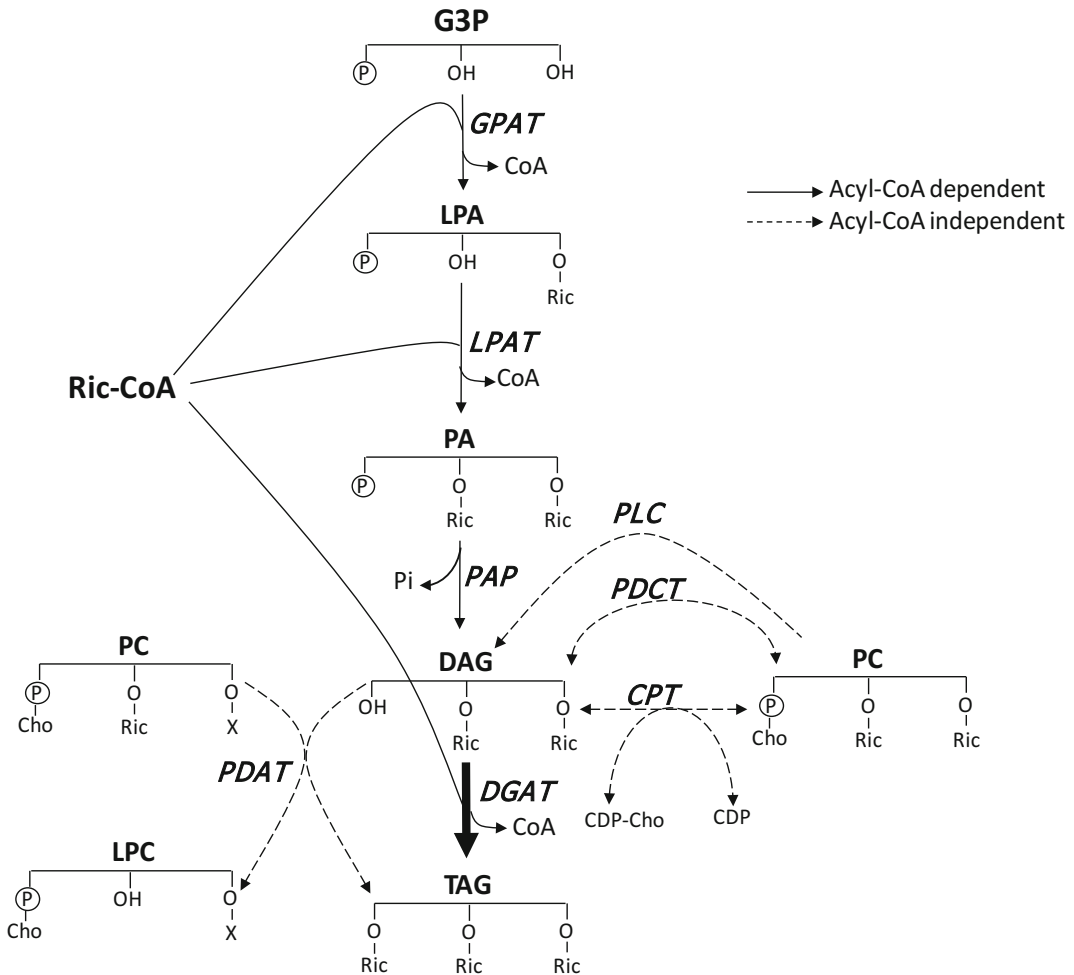 G3P
P OH OH
GPAT
CoA
Acyl-CoA dependent
Acyl-CoA independent
LPA
P OH O
Ric
LPAT
CoA
Ric-CoA
PA
P O O
Ric Ric
PLC
Pi PAP
PDCT
PC
P O O
Cho Ric X
DAG
OH O O
Ric Ric
CPT
PC
P O O
Cho Ric Ric
PDAT
DGAT
CoA
CDP-Cho CDP
LPC
P OH O
Cho X
TAG
O O O
Ric Ric Ric